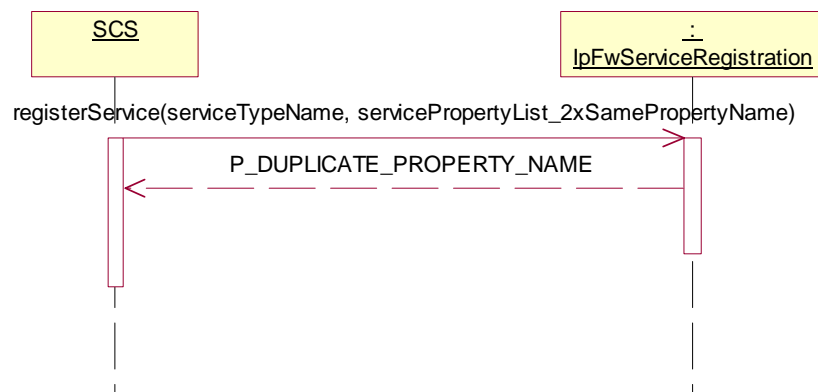 SCS
:
IpFwServiceRegistration
registerService(serviceTypeName, servicePropertyList_2xSamePropertyName)
P_DUPLICATE_PROPERTY_NAME